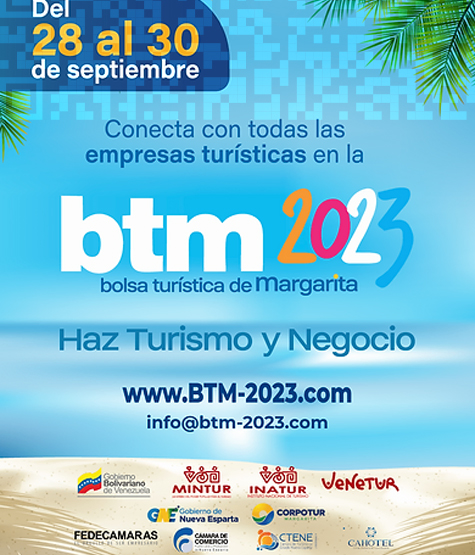 Del
28 al 30
de septiembre
Conecta con todas las
empresas turísticas en la
btm 2023
bolsa turística de margarita
Haz Turismo y Negocio
www.BTM-2023.com
info@btm-2023.com
Gobierno
Bolivariano
de Venezuela
MINTUR
INATUR
Venetur
GNE
Gobierno de
Nueva Esparta
CORPOTUR
MARGARITA
FEDECAMARAS
CÁMARA DE
COMERCIO
CTENE
CAHOTEL